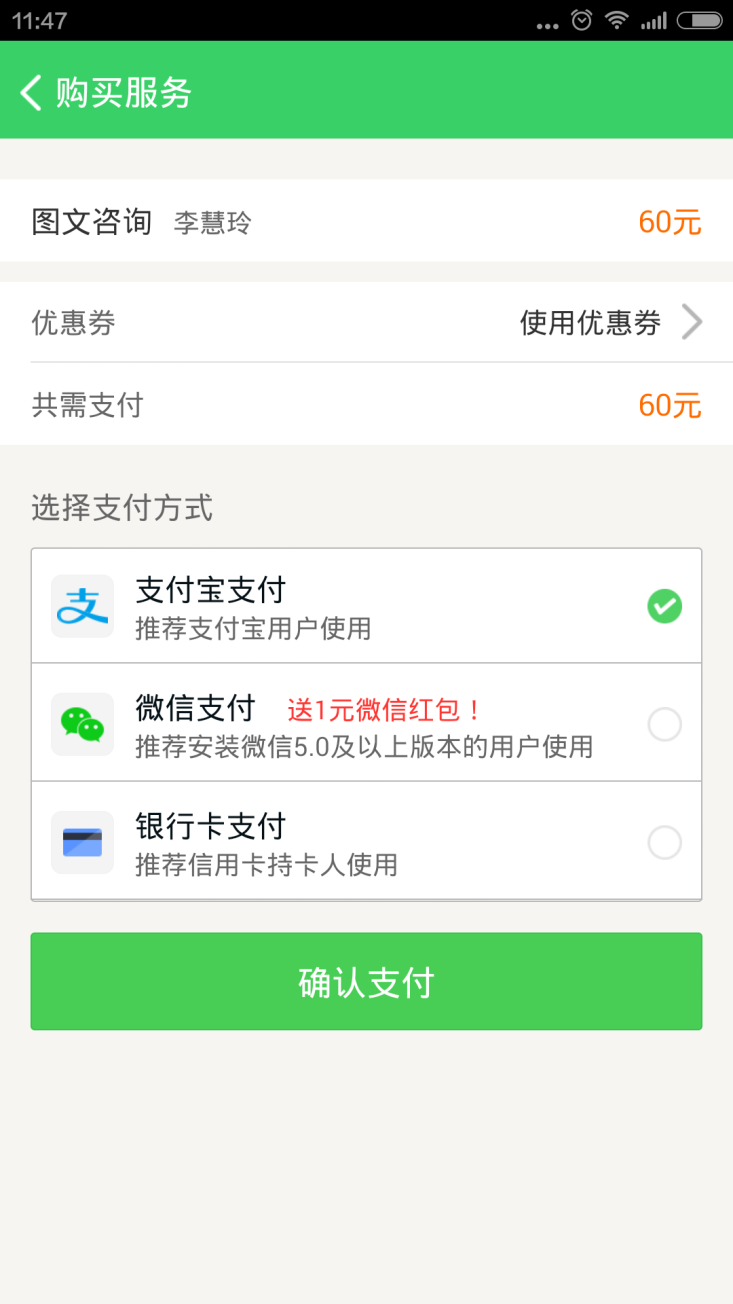 11:47
购买服务
图文咨询 李慧玲 60元
优惠券 使用优惠券
共需支付 60元
选择支付方式
支付宝支付
推荐支付宝用户使用
微信支付 送1元微信红包！
推荐安装微信5.0及以上版本的用户使用
银行卡支付
推荐信用卡持卡人使用
确认支付